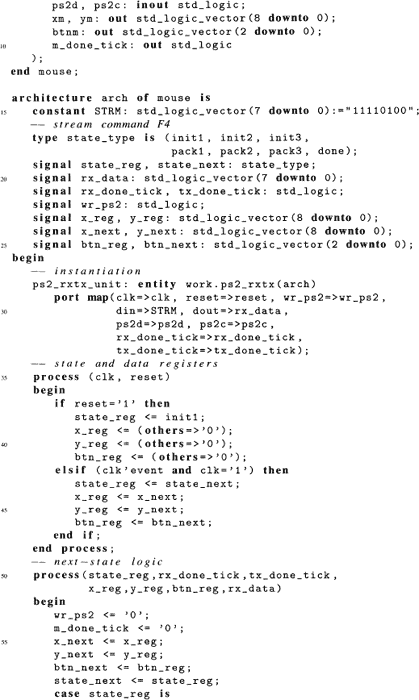 ps2d, ps2c: inout std_logic;
xm, ym: out std_logic_vector(8 downto 0);
btnm: out std_logic_vector(2 downto 0);
10 m_done_tick: out std_logic
);
end mouse;
architecture arch of mouse is
15 constant STRM: std_logic_vector(7 downto 0):="11110100";
-- stream command F4
type state_type is (init1, init2, init3,
pack1, pack2, pack3, done);
signal state_reg, state_next: state_type;
20 signal rx_data: std_logic_vector(7 downto 0);
signal rx_done_tick, tx_done_tick: std_logic;
signal wr_ps2: std_logic;
signal x_reg, y_reg: std_logic_vector(8 downto 0);
signal x_next, y_next: std_logic_vector(8 downto 0);
25 signal btn_reg, btn_next: std_logic_vector(2 downto 0);
begin
-- instantiation
ps2_rxtx_unit: entity work.ps2_rxtx(arch)
port map(clk=>clk, reset=>reset, wr_ps2=>wr_ps2,
30 din=>STRM, dout=>rx_data,
ps2d=>ps2d, ps2c=>ps2c,
rx_done_tick=>rx_done_tick,
tx_done_tick=>tx_done_tick);
-- state and data registers
35 process (clk, reset)
begin
if reset='1' then
state_reg <= init1;
x_reg <= (others=>'0');
40 y_reg <= (others=>'0');
btn_reg <= (others=>'0');
elsif (clk'event and clk='1') then
state_reg <= state_next;
x_reg <= x_next;
45 y_reg <= y_next;
btn_reg <= btn_next;
end if;
end process;
-- next-state logic
50 process(state_reg,rx_done_tick,tx_done_tick,
x_reg,y_reg,btn_reg,rx_data)
begin
wr_ps2 <= '0';
m_done_tick <= '0';
55 x_next <= x_reg;
y_next <= y_reg;
btn_next <= btn_reg;
state_next <= state_reg;
case state_reg is